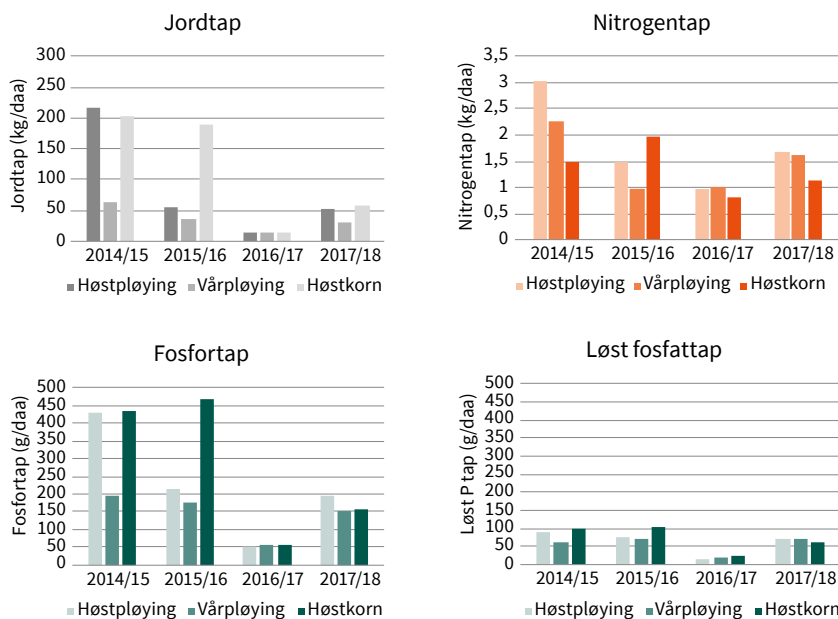 Jordtap
Jordtap (kg/daa)
300
250
200
150
100
50
0
2014/15 2015/16 2016/17 2017/18
Høstpløying Vårpløying Høstkorn
Nitrogentap
Nitrogentap (kg/daa)
3,5
3
2,5
2
1,5
1
0,5
0
2014/15 2015/16 2016/17 2017/18
Høstpløying Vårpløying Høstkorn
Fosfortap
Fosfortap (g/daa)
500
450
400
350
300
250
200
150
100
50
0
2014/15 2015/16 2016/17 2017/18
Høstpløying Vårpløying Høstkorn
Løst fosfattap
Løst P tap (g/daa)
500
450
400
350
300
250
200
150
100
50
0
2014/15 2015/16 2016/17 2017/18
Høstpløying Vårpløying Høstkorn